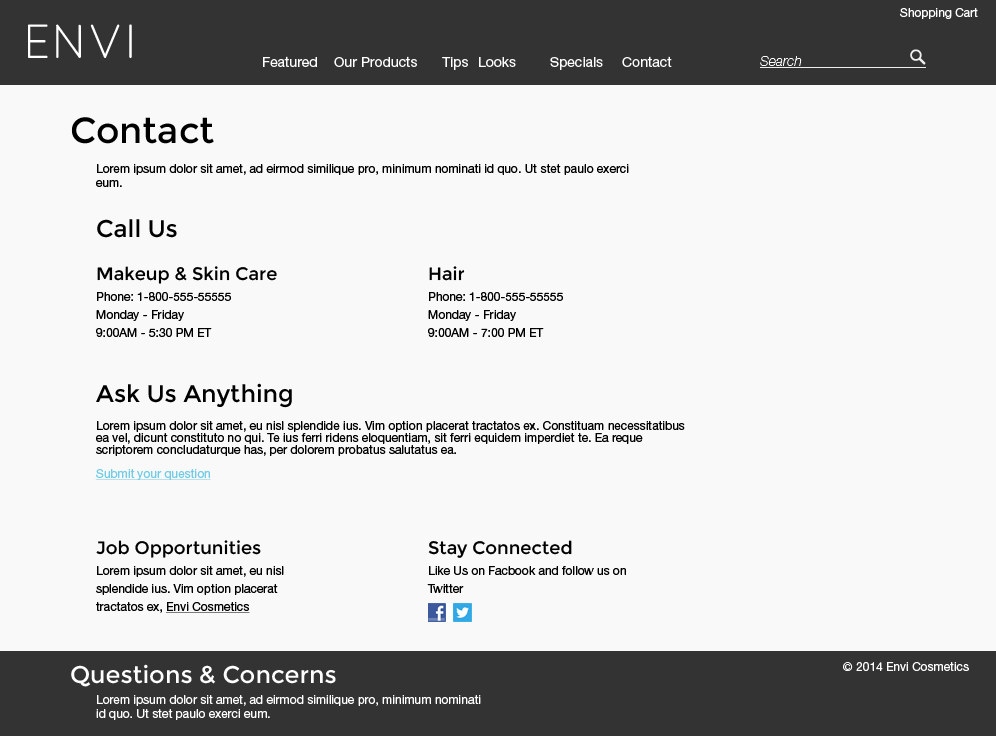 Shopping Cart
ENVI
Featured Our Products Tips Looks Specials Contact Search
Contact
Lorem ipsum dolor sit amet, ad eirmod similique pro, minimum nominati id quo. Ut stet paulo exerci
eum.
Call Us
Makeup & Skin Care
Phone: 1-800-555-55555
Monday - Friday
9:00AM - 5:30 PM ET
Hair
Phone: 1-800-555-55555
Monday - Friday
9:00AM - 7:00 PM ET
Ask Us Anything
Lorem ipsum dolor sit amet, eu nisl splendide ius. Vim option placerat tractatos ex. Constituam necessitatibus
ea vel, dicunt constituto no qui. Te ius ferri ridens eloquentiam, sit ferri equidem imperdiet te. Ea reque
scriptorem concludaturque has, per dolorem probatus salutatus ea.
Submit your question
Job Opportunities
Lorem ipsum dolor sit amet, eu nisl
splendide ius. Vim option placerat
tractatos ex, Envi Cosmetics
Stay Connected
Like Us on Facbook and follow us on
Twitter
Questions & Concerns
Lorem ipsum dolor sit amet, ad eirmod similique pro, minimum nominati
id quo. Ut stet paulo exerci eum.
© 2014 Envi Cosmetics